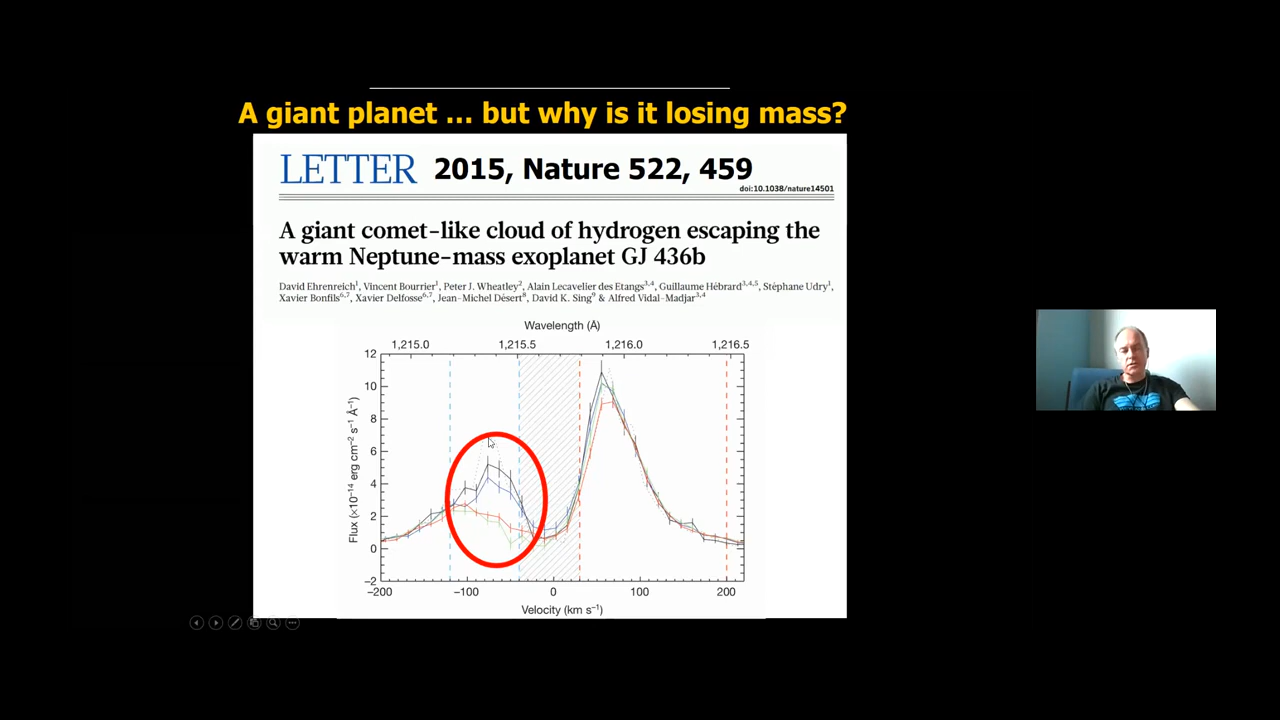 A giant planet ... but why is it losing mass?
LETTER 2015, Nature 522, 459
doi:10.1038/nature14501
A giant comet-like cloud of hydrogen escaping the
warm Neptune-mass exoplanet GJ 436b
David Ehrenreich¹, Vincent Bourrier¹, Peter J. Wheatley², Alain Lecavelier des Etangs³,⁴, Guillaume Hébrard³,⁴,⁵, Stéphane Udry¹,
Xavier Bonfils⁶,⁷, Xavier Delfosse⁶,⁷, Jean-Michel Désert⁸, David K. Sing⁹ & Alfred Vidal-Madjar³,⁴
Wavelength (Å)
1,215.0 1,215.5 1,216.0 1,216.5
12
10
8
6
4
2
0
−2
Flux (×10⁻¹⁴ erg cm⁻² s⁻¹ Å⁻¹)
−200 −100 0 100 200
Velocity (km s⁻¹)